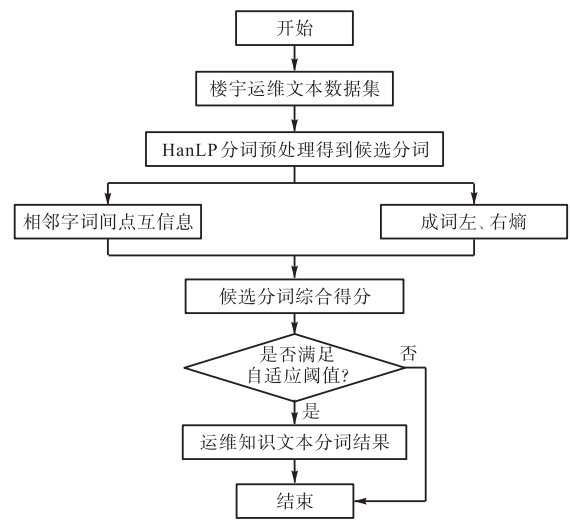 开始
楼宇运维文本数据集
HanLP分词预处理得到候选分词
相邻字词间点互信息
成词左、右熵
候选分词综合得分
是否满足
自适应阈值?
否
是
运维知识文本分词结果
结束